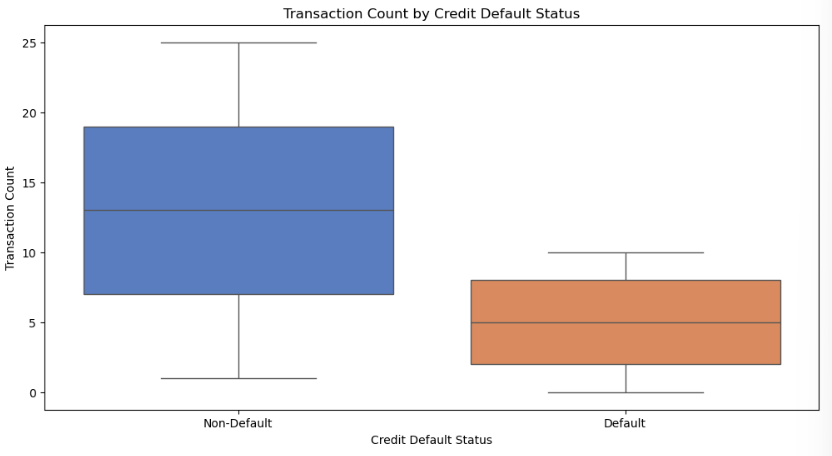 Transaction Count by Credit Default Status
Transaction Count
25
20
15
10
5
0
Non-Default
Default
Credit Default Status